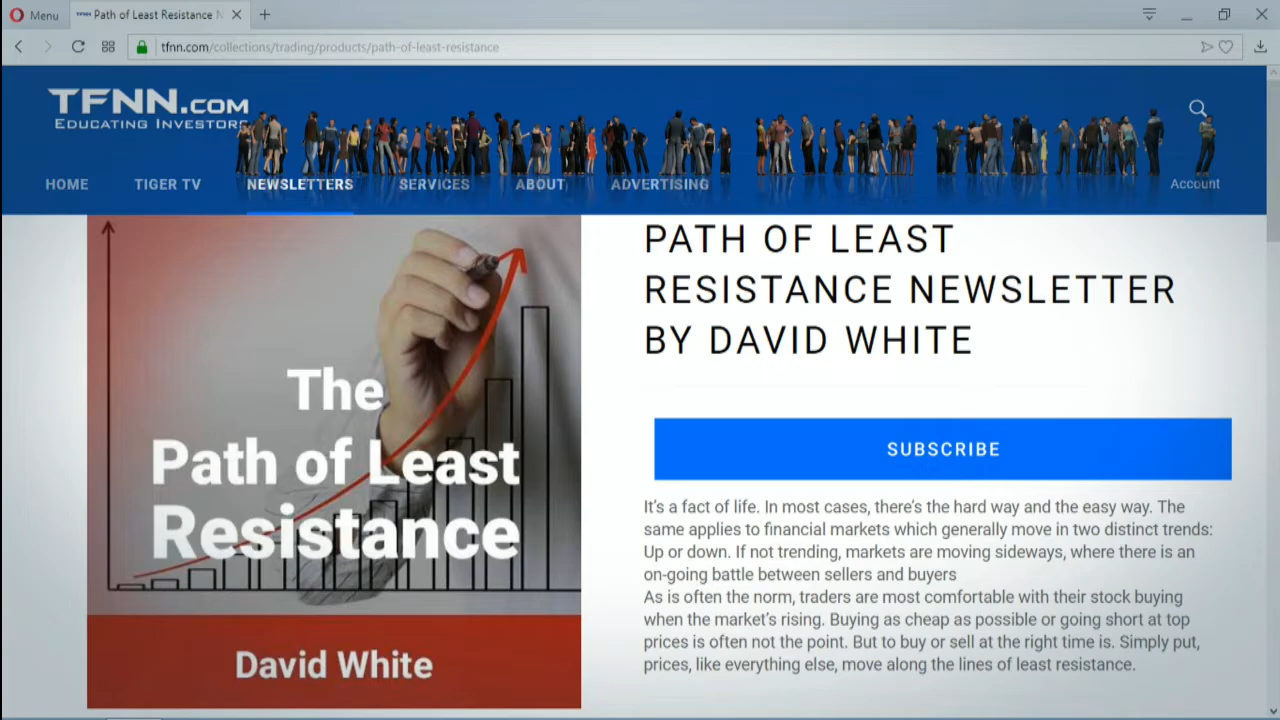 Menu
Path of Least Resistance N
tfnn.com/collections/trading/products/path-of-least-resistance
TFNN.COM
EDUCATING INVESTORS
HOME
TIGER TV
NEWSLETTERS
SERVICES
ABOUT
ADVERTISING
Account
The
Path of Least
Resistance
David White
PATH OF LEAST
RESISTANCE NEWSLETTER
BY DAVID WHITE
SUBSCRIBE
It's a fact of life. In most cases, there's the hard way and the easy way. The
same applies to financial markets which generally move in two distinct trends:
Up or down. If not trending, markets are moving sideways, where there is an
on-going battle between sellers and buyers
As is often the norm, traders are most comfortable with their stock buying
when the market's rising. Buying as cheap as possible or going short at top
prices is often not the point. But to buy or sell at the right time is. Simply put,
prices, like everything else, move along the lines of least resistance.